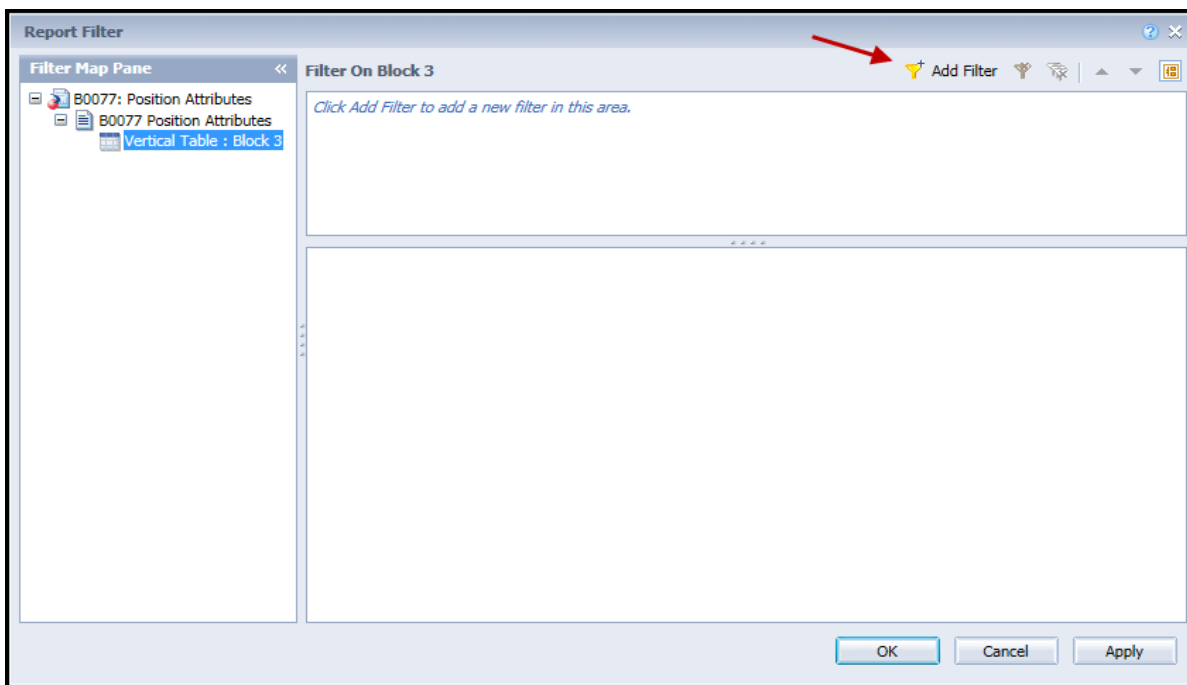 Report Filter
Filter Map Pane
B0077: Position Attributes
B0077 Position Attributes
Vertical Table : Block 3
Filter On Block 3
Add Filter
Click Add Filter to add a new filter in this area.
OK
Cancel
Apply